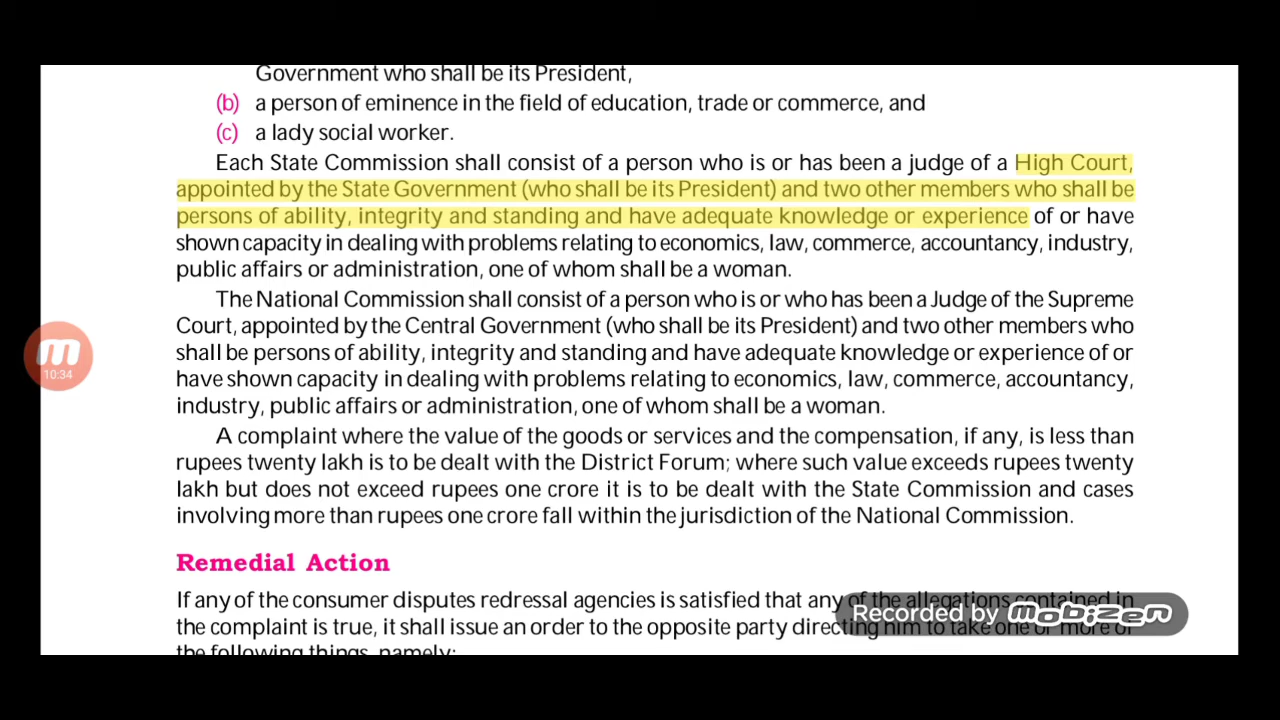 Government who shall be its President,
(b) a person of eminence in the field of education, trade or commerce, and
(c) a lady social worker.
Each State Commission shall consist of a person who is or has been a judge of a High Court,
appointed by the State Government (who shall be its President) and two other members who shall be
persons of ability, integrity and standing and have adequate knowledge or experience of or have
shown capacity in dealing with problems relating to economics, law, commerce, accountancy, industry,
public affairs or administration, one of whom shall be a woman.
The National Commission shall consist of a person who is or who has been a Judge of the Supreme
Court, appointed by the Central Government (who shall be its President) and two other members who
shall be persons of ability, integrity and standing and have adequate knowledge or experience of or
have shown capacity in dealing with problems relating to economics, law, commerce, accountancy,
industry, public affairs or administration, one of whom shall be a woman.
A complaint where the value of the goods or services and the compensation, if any, is less than
rupees twenty lakh is to be dealt with the District Forum; where such value exceeds rupees twenty
lakh but does not exceed rupees one crore it is to be dealt with the State Commission and cases
involving more than rupees one crore fall within the jurisdiction of the National Commission.
Remedial Action
If any of the consumer disputes redressal agencies is satisfied that any of the allegations contained in
the complaint is true, it shall issue an order to the opposite party directing him to take one or more of
the following things, namely:
m
10:34
Recorded by mobizen